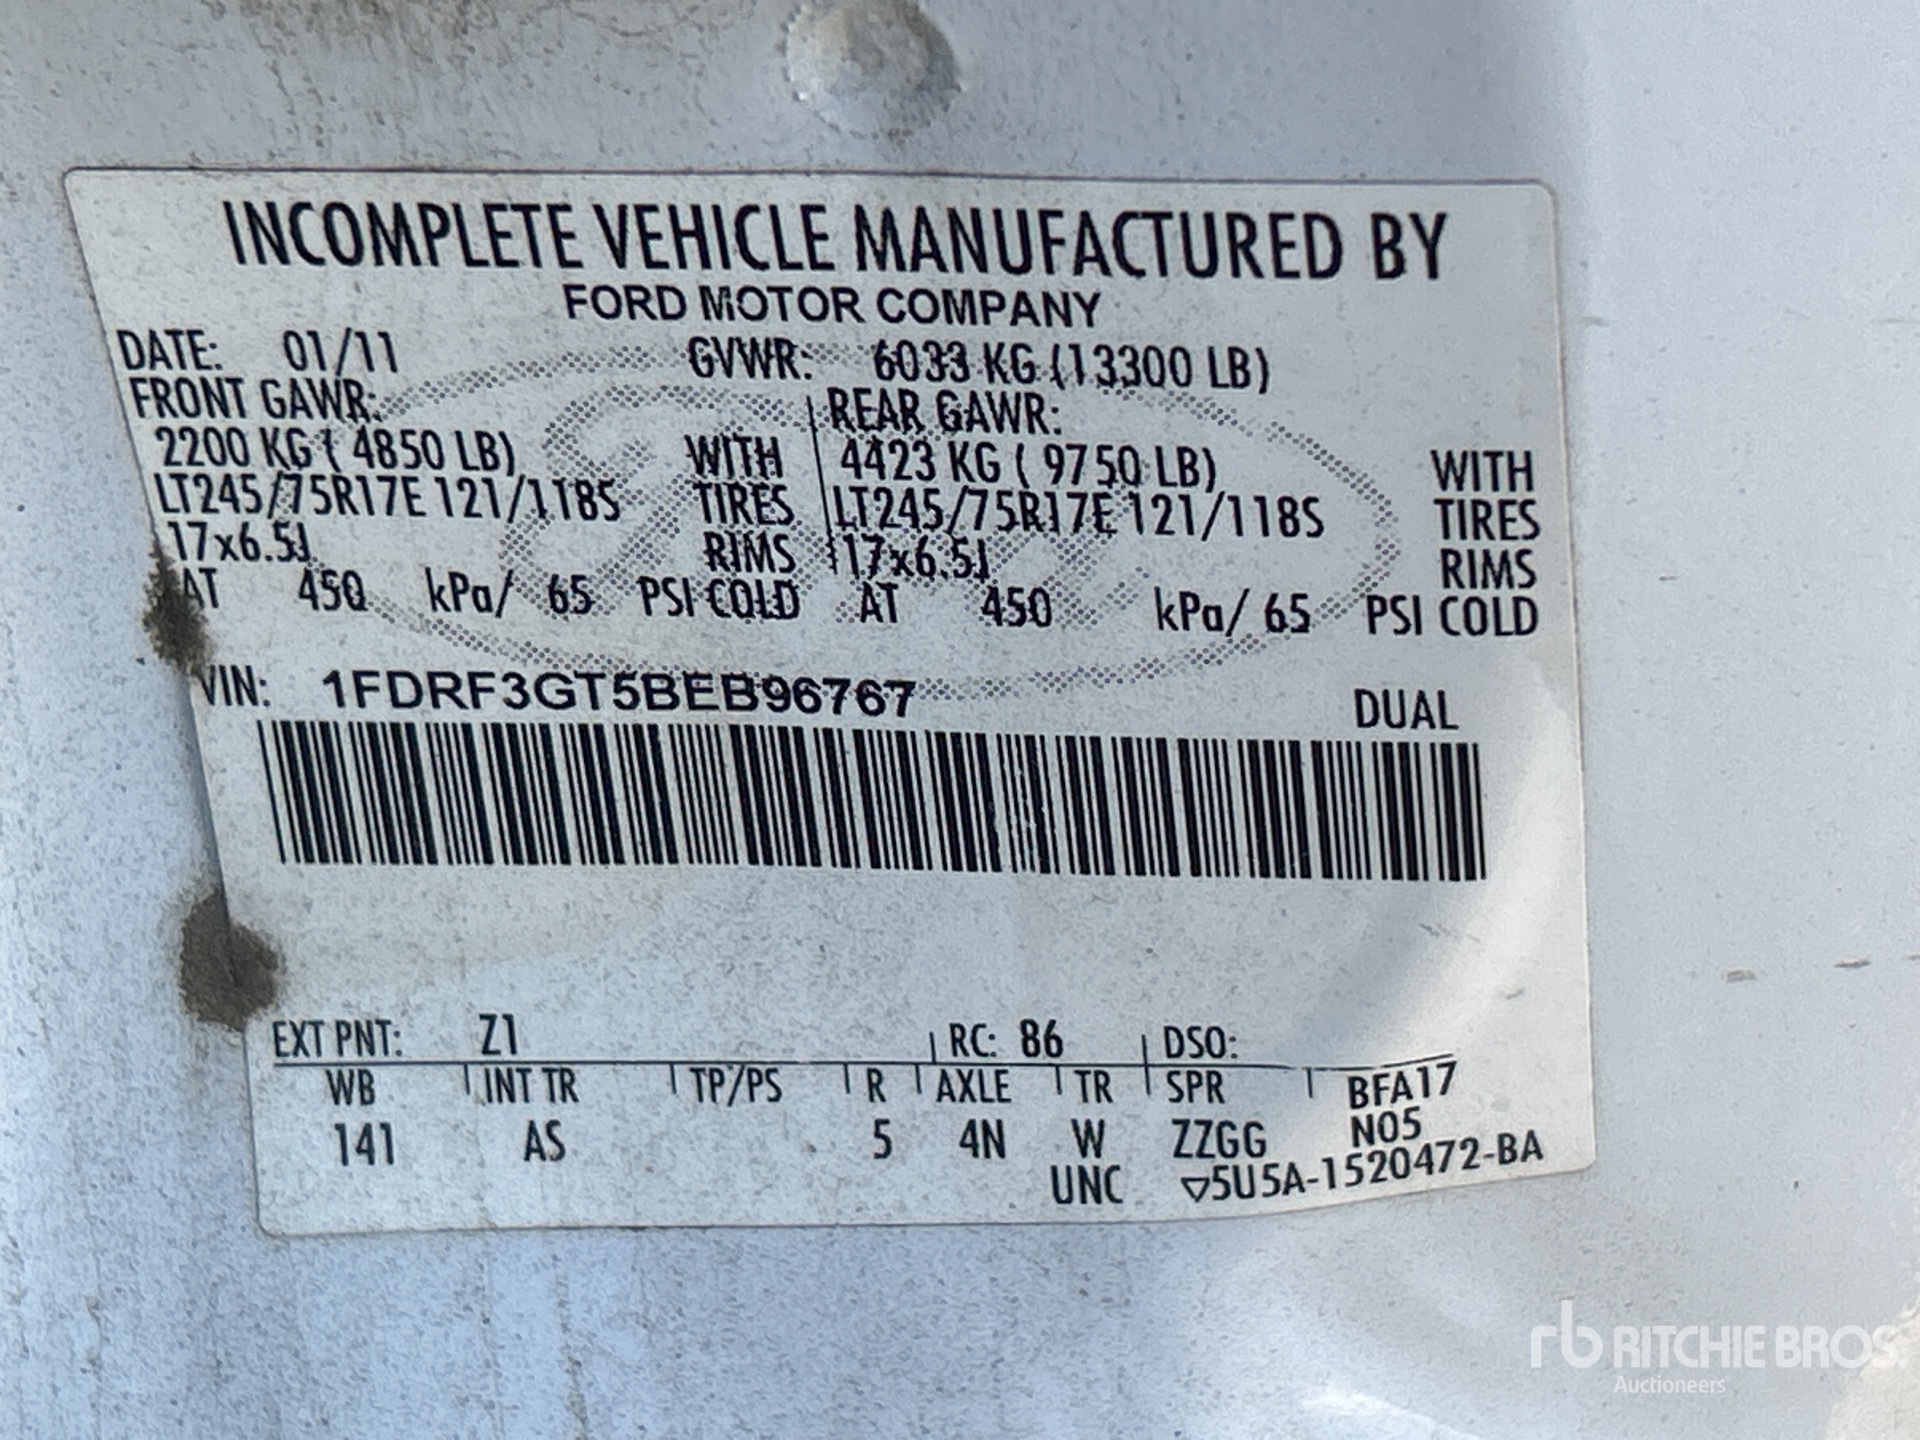 INCOMPLETE VEHICLE MANUFACTURED BY
FORD MOTOR COMPANY
DATE: 01/11 GVWR: 6033 KG (13300 LB)
FRONT GAWR: REAR GAWR:
2200 KG ( 4850 LB) WITH 4423 KG ( 9750 LB) WITH
LT245/75R17E 121/118S TIRES LT245/75R17E 121/118S TIRES
17x6.5J RIMS 17x6.5J RIMS
AT 450 kPa/ 65 PSI COLD AT 450 kPa/ 65 PSI COLD
VIN: 1FDRF3GT5BEB96767 DUAL
EXT PNT: Z1 RC: 86 DSO:
WB INT TR TP/PS R AXLE TR SPR BFA17
141 AS 5 4N W ZZGG N05
UNC ▽5U5A-1520472-BA
rb RITCHIE BROS.
Auctioneers